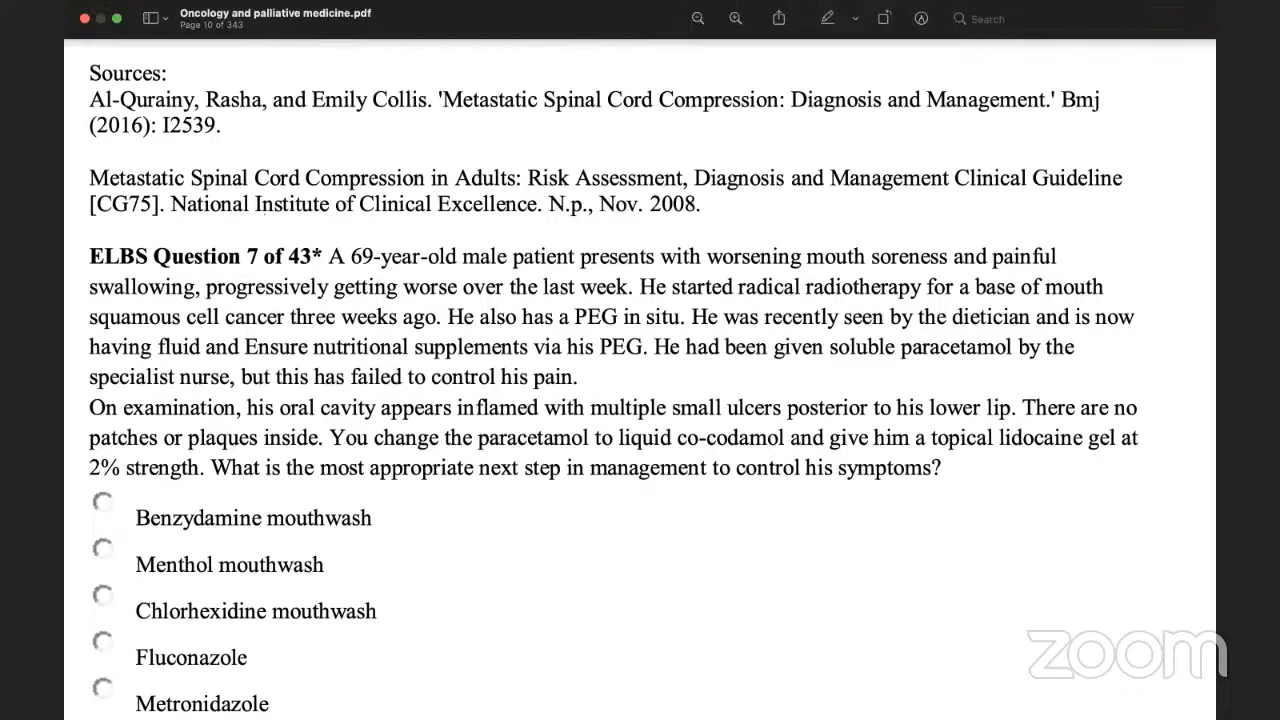 Oncology and palliative medicine.pdf
Page 10 of 343
Search
Sources:
Al-Qurainy, Rasha, and Emily Collis. 'Metastatic Spinal Cord Compression: Diagnosis and Management.' Bmj
(2016): I2539.
Metastatic Spinal Cord Compression in Adults: Risk Assessment, Diagnosis and Management Clinical Guideline
[CG75]. National Institute of Clinical Excellence. N.p., Nov. 2008.
ELBS Question 7 of 43* A 69-year-old male patient presents with worsening mouth soreness and painful
swallowing, progressively getting worse over the last week. He started radical radiotherapy for a base of mouth
squamous cell cancer three weeks ago. He also has a PEG in situ. He was recently seen by the dietician and is now
having fluid and Ensure nutritional supplements via his PEG. He had been given soluble paracetamol by the
specialist nurse, but this has failed to control his pain.
On examination, his oral cavity appears inflamed with multiple small ulcers posterior to his lower lip. There are no
patches or plaques inside. You change the paracetamol to liquid co-codamol and give him a topical lidocaine gel at
2% strength. What is the most appropriate next step in management to control his symptoms?
Benzydamine mouthwash
Menthol mouthwash
Chlorhexidine mouthwash
Fluconazole
Metronidazole
zoom